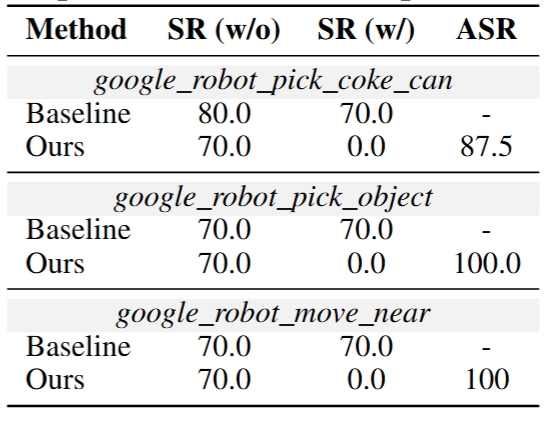 Method SR (w/o) SR (w/) ASR
google_robot_pick_coke_can
Baseline 80.0 70.0 -
Ours 70.0 0.0 87.5
google_robot_pick_object
Baseline 70.0 70.0 -
Ours 70.0 0.0 100.0
google_robot_move_near
Baseline 70.0 70.0 -
Ours 70.0 0.0 100